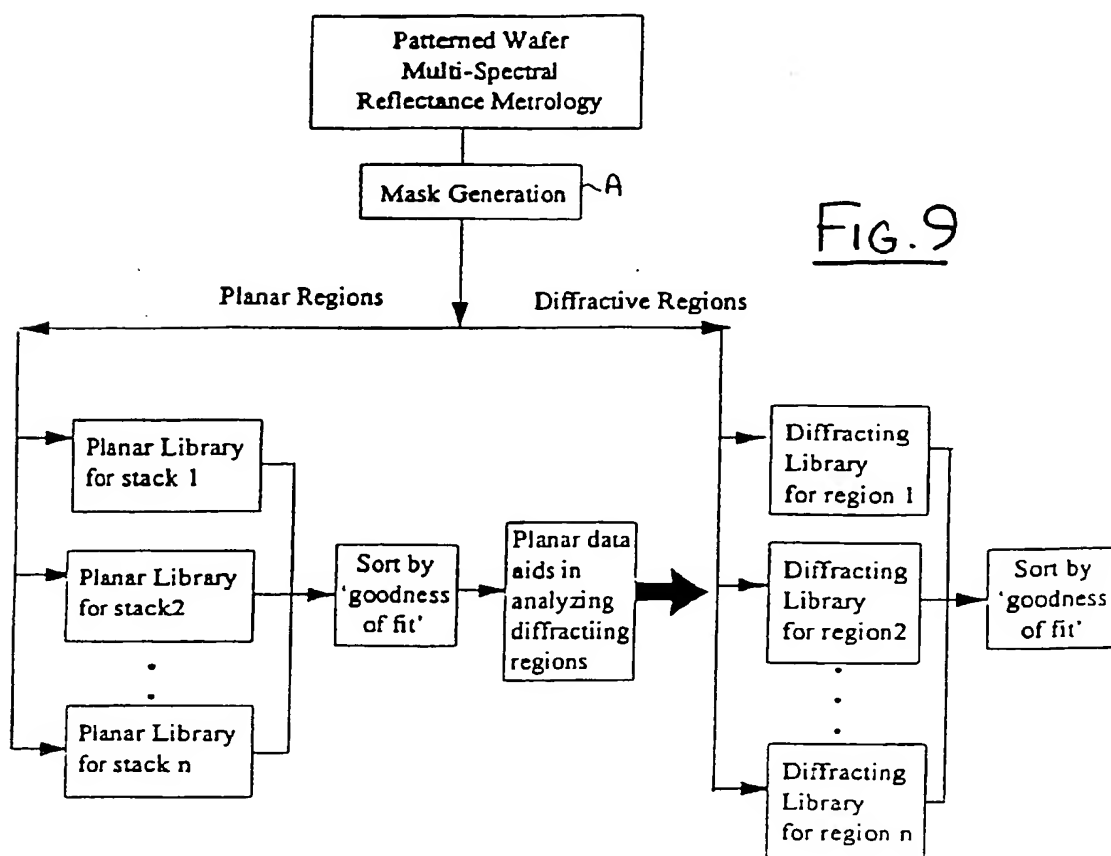 Patterned Wafer
Multi-Spectral
Reflectance Metrology
Mask Generation
A
FIG. 9
Planar Regions
Diffractive Regions
Planar Library
for stack 1
Planar Library
for stack2
Planar Library
for stack n
Sort by
'goodness
of fit'
Planar data
aids in
analyzing
diffractiing
regions
Diffracting
Library
for region 1
Diffracting
Library
for region2
Diffracting
Library
for region n
Sort by
'goodness
of fit'